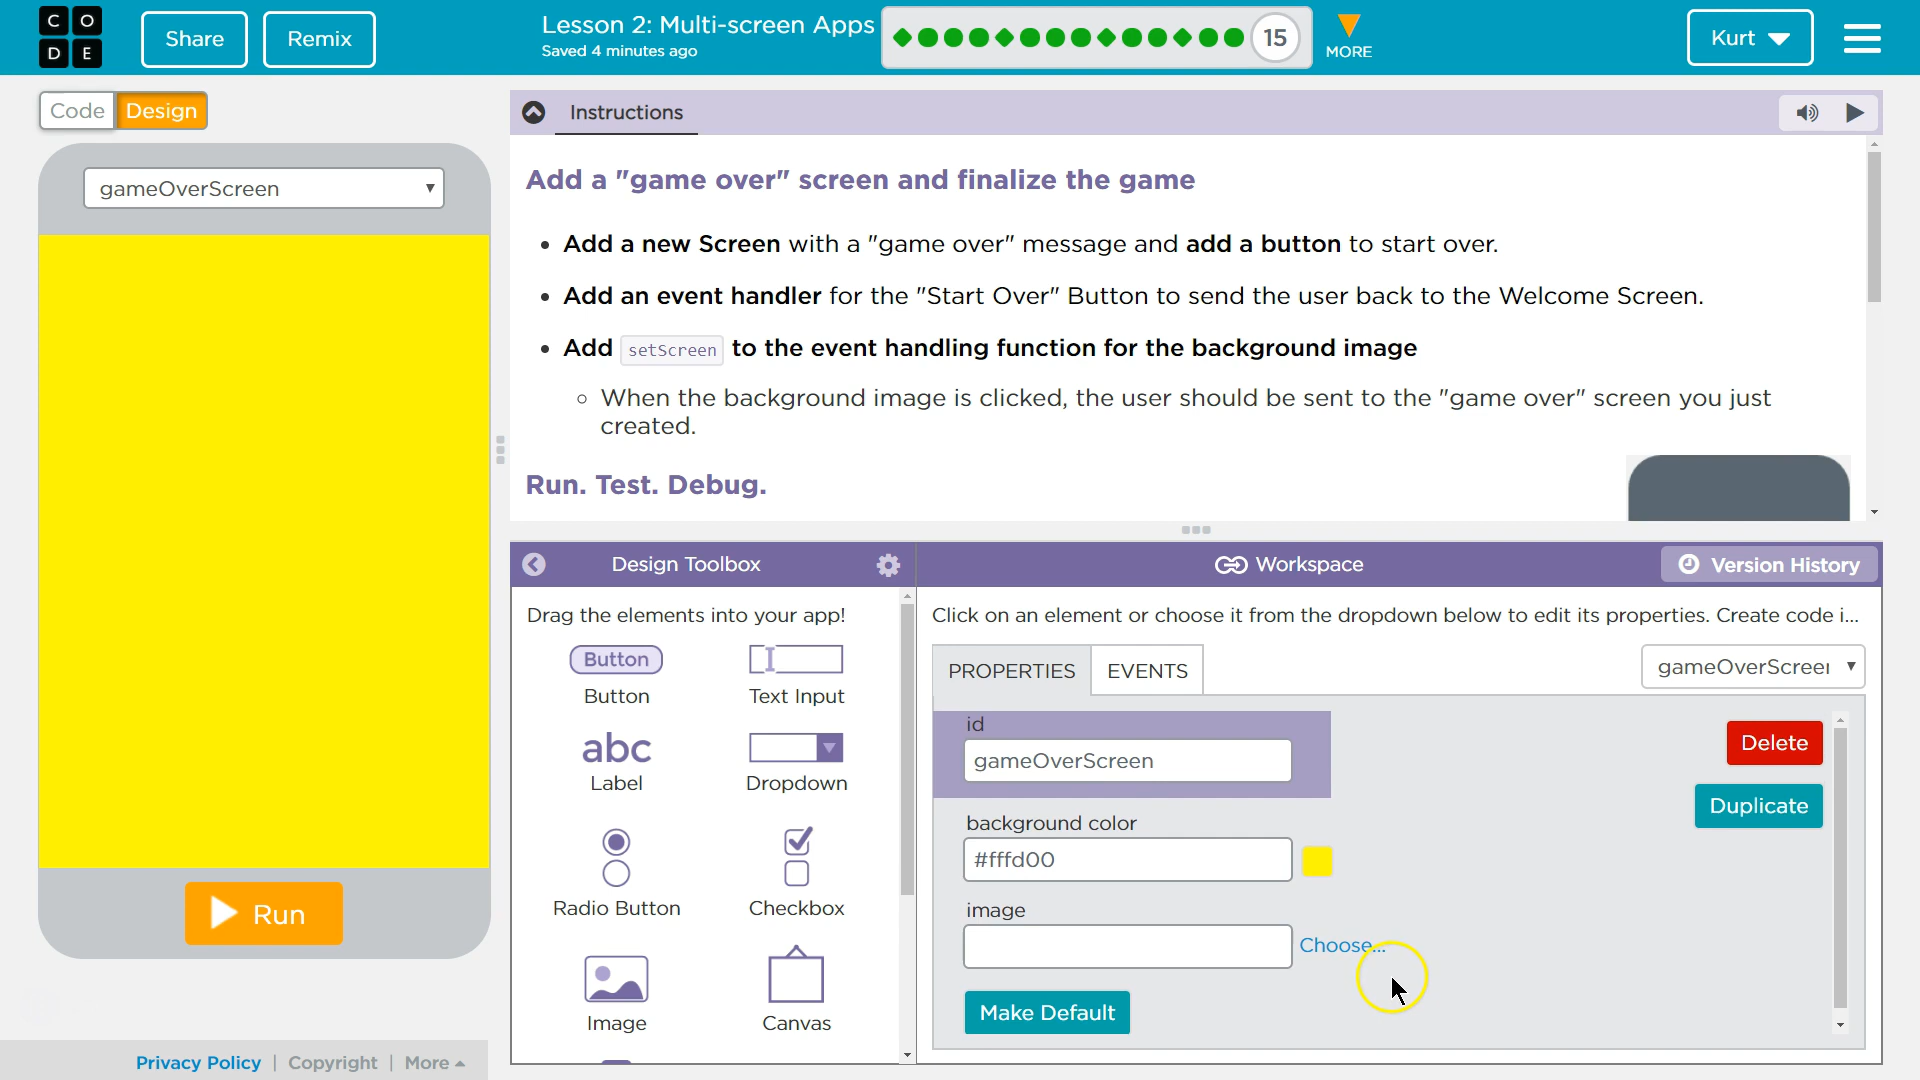 C O
D E
Share
Remix
Lesson 2: Multi-screen Apps
Saved 4 minutes ago
15
MORE
Kurt
Code
Design
gameOverScreen
Run
Privacy Policy | Copyright | More
Instructions
Add a "game over" screen and finalize the game
Add a new Screen with a "game over" message and add a button to start over.
Add an event handler for the "Start Over" Button to send the user back to the Welcome Screen.
Add setScreen to the event handling function for the background image
When the background image is clicked, the user should be sent to the "game over" screen you just
created.
Run. Test. Debug.
Design Toolbox
Workspace
Version History
Drag the elements into your app!
Button
Button
Text Input
abc
Label
Dropdown
Radio Button
Checkbox
Image
Canvas
Click on an element or choose it from the dropdown below to edit its properties. Create code i...
PROPERTIES
EVENTS
gameOverScreen
id
gameOverScreen
Delete
Duplicate
background color
#fffd00
image
Choose...
Make Default